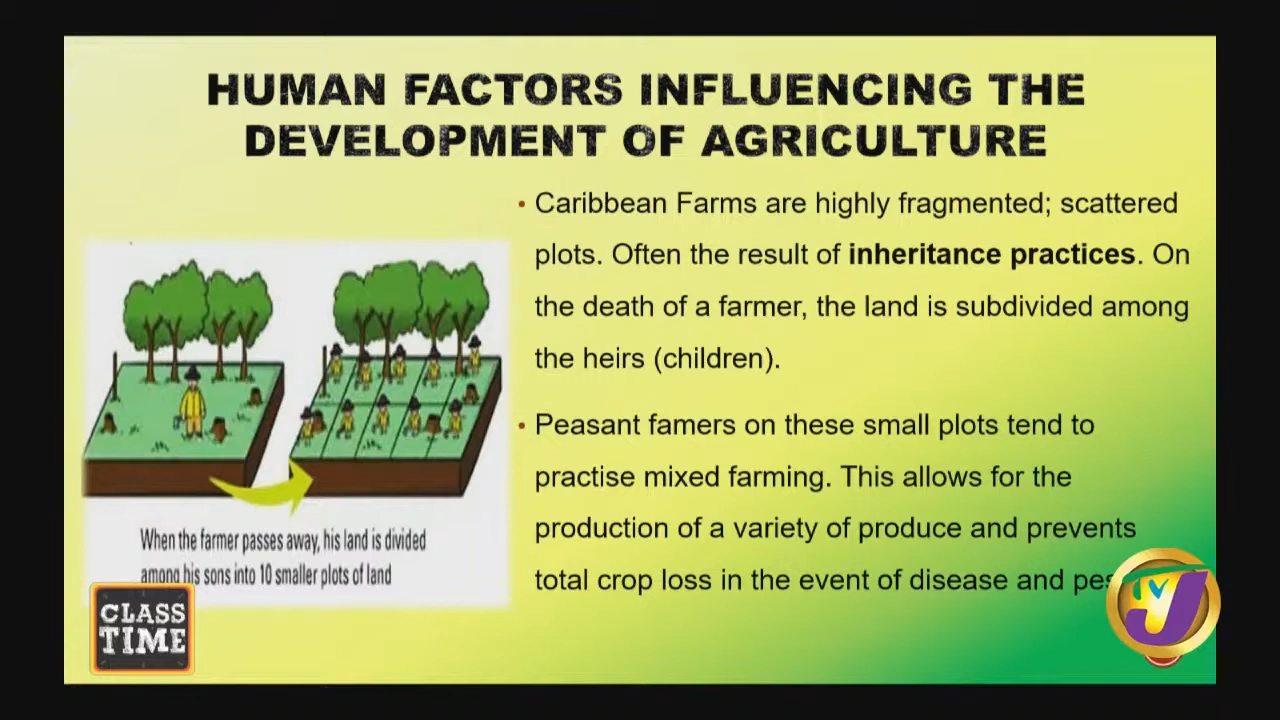 HUMAN FACTORS INFLUENCING THE
DEVELOPMENT OF AGRICULTURE
• Caribbean Farms are highly fragmented; scattered
plots. Often the result of inheritance practices. On
the death of a farmer, the land is subdivided among
the heirs (children).
• Peasant famers on these small plots tend to
practise mixed farming. This allows for the
production of a variety of produce and prevents
total crop loss in the event of disease and
When the farmer passes away, his land is divided
among his sons into 10 smaller plots of land
CLASS
TIME
TVJ